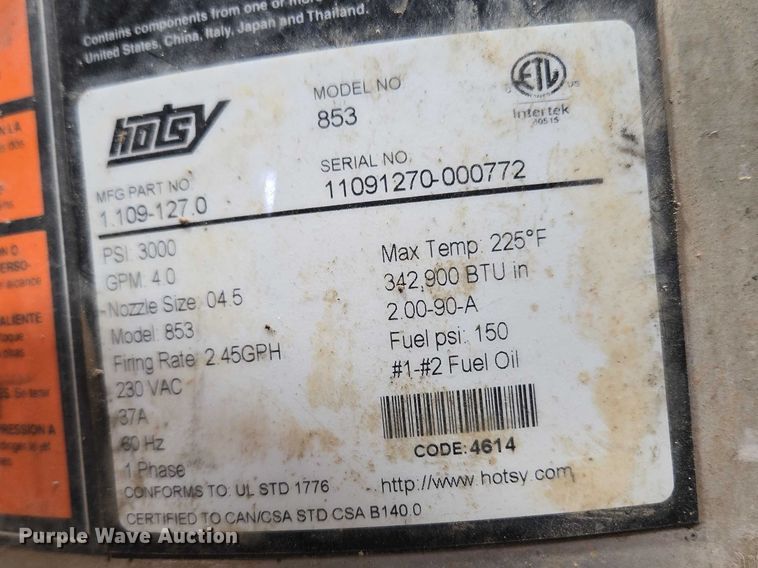 Contains components from one or more
United States, China, Italy, Japan and Thailand.
hotsy
MODEL NO
853
ETL
US
Intertek
MFG PART NO.
1.109-127.0
SERIAL NO.
11091270-000772
PSI: 3000
GPM: 4.0
Nozzle Size: 04.5
Model: 853
Firing Rate: 2.45GPH
230 VAC
37A
60 Hz
1 Phase
Max Temp: 225°F
342,900 BTU in
2.00-90-A
Fuel psi: 150
#1-#2 Fuel Oil
CODE:4614
CONFORMS TO: UL STD 1776
http://www.hotsy.com
CERTIFIED TO CAN/CSA STD CSA B140.0
Purple Wave Auction